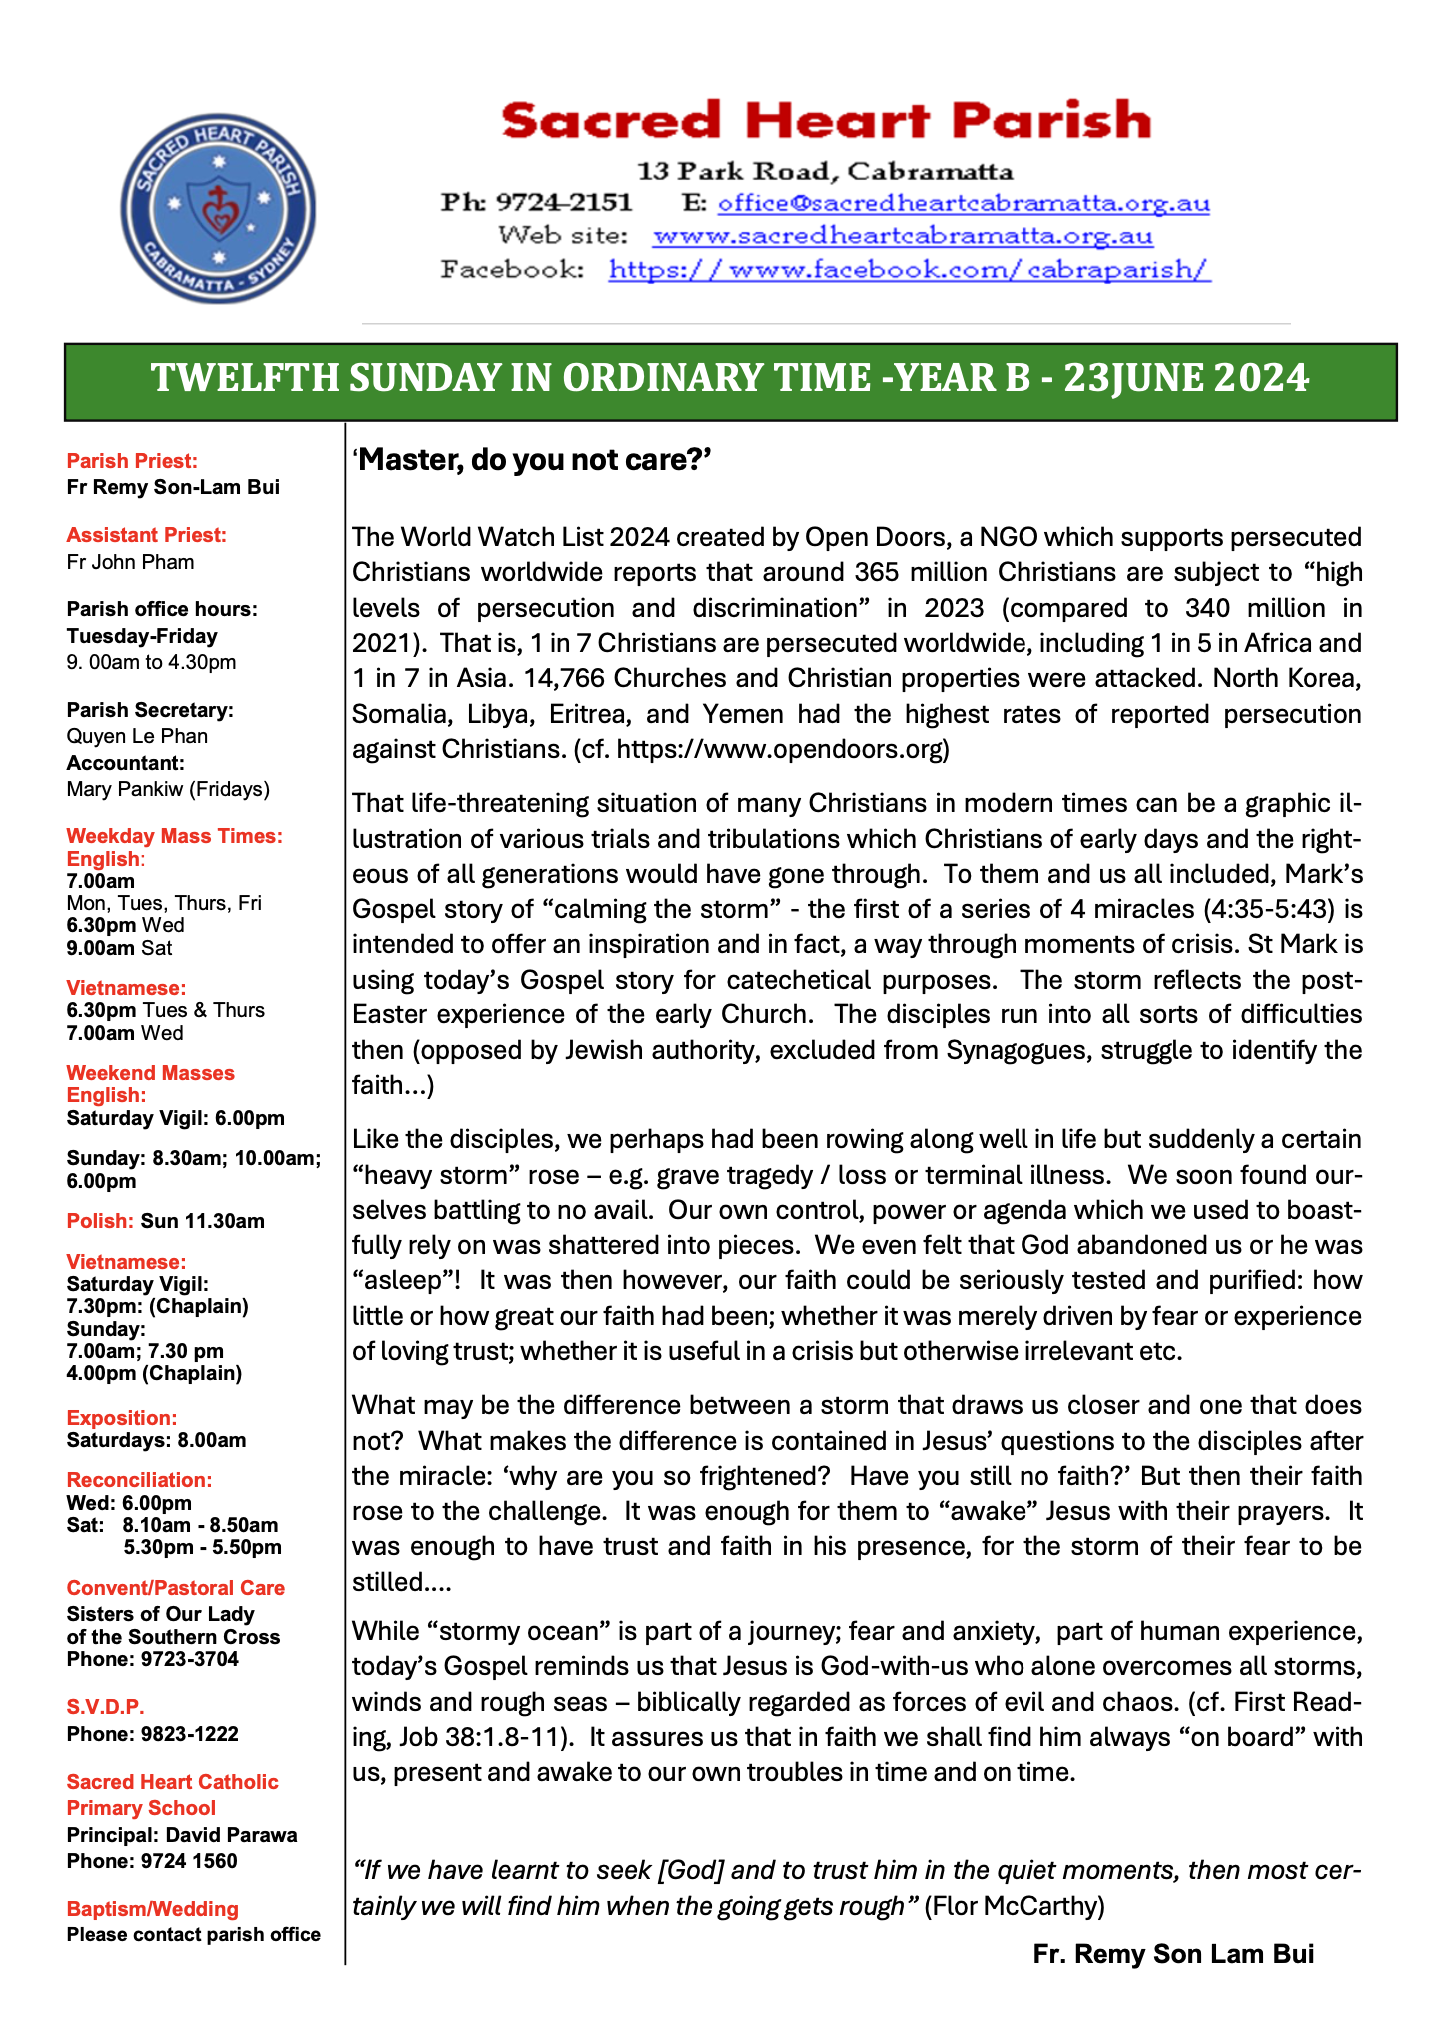 SACRED HEART PARISH
CABRAMATTA - SYDNEY
Sacred Heart Parish
13 Park Road, Cabramatta
Ph: 9724-2151 E: office@sacredheartcabramatta.org.au
Web site: www.sacredheartcabramatta.org.au
Facebook: https://www.facebook.com/cabraparish/
TWELFTH SUNDAY IN ORDINARY TIME -YEAR B - 23JUNE 2024
Parish Priest:
Fr Remy Son-Lam Bui
Assistant Priest:
Fr John Pham
Parish office hours:
Tuesday-Friday
9. 00am to 4.30pm
Parish Secretary:
Quyen Le Phan
Accountant:
Mary Pankiw (Fridays)
Weekday Mass Times:
English:
7.00am
Mon, Tues, Thurs, Fri
6.30pm Wed
9.00am Sat
Vietnamese:
6.30pm Tues & Thurs
7.00am Wed
Weekend Masses
English:
Saturday Vigil: 6.00pm
Sunday: 8.30am; 10.00am;
6.00pm
Polish: Sun 11.30am
Vietnamese:
Saturday Vigil:
7.30pm: (Chaplain)
Sunday:
7.00am; 7.30 pm
4.00pm (Chaplain)
Exposition:
Saturdays: 8.00am
Reconciliation:
Wed: 6.00pm
Sat: 8.10am - 8.50am
5.30pm - 5.50pm
Convent/Pastoral Care
Sisters of Our Lady
of the Southern Cross
Phone: 9723-3704
S.V.D.P.
Phone: 9823-1222
Sacred Heart Catholic
Primary School
Principal: David Parawa
Phone: 9724 1560
Baptism/Wedding
Please contact parish office
‘Master, do you not care?’
The World Watch List 2024 created by Open Doors, a NGO which supports persecuted
Christians worldwide reports that around 365 million Christians are subject to “high
levels of persecution and discrimination” in 2023 (compared to 340 million in
2021). That is, 1 in 7 Christians are persecuted worldwide, including 1 in 5 in Africa and
1 in 7 in Asia. 14,766 Churches and Christian properties were attacked. North Korea,
Somalia, Libya, Eritrea, and Yemen had the highest rates of reported persecution
against Christians. (cf. https://www.opendoors.org)
That life-threatening situation of many Christians in modern times can be a graphic il-
lustration of various trials and tribulations which Christians of early days and the right-
eous of all generations would have gone through. To them and us all included, Mark’s
Gospel story of “calming the storm” - the first of a series of 4 miracles (4:35-5:43) is
intended to offer an inspiration and in fact, a way through moments of crisis. St Mark is
using today’s Gospel story for catechetical purposes. The storm reflects the post-
Easter experience of the early Church. The disciples run into all sorts of difficulties
then (opposed by Jewish authority, excluded from Synagogues, struggle to identify the
faith…)
Like the disciples, we perhaps had been rowing along well in life but suddenly a certain
“heavy storm” rose – e.g. grave tragedy / loss or terminal illness. We soon found our-
selves battling to no avail. Our own control, power or agenda which we used to boast-
fully rely on was shattered into pieces. We even felt that God abandoned us or he was
“asleep”! It was then however, our faith could be seriously tested and purified: how
little or how great our faith had been; whether it was merely driven by fear or experience
of loving trust; whether it is useful in a crisis but otherwise irrelevant etc.
What may be the difference between a storm that draws us closer and one that does
not? What makes the difference is contained in Jesus’ questions to the disciples after
the miracle: ‘why are you so frightened? Have you still no faith?’ But then their faith
rose to the challenge. It was enough for them to “awake” Jesus with their prayers. It
was enough to have trust and faith in his presence, for the storm of their fear to be
stilled….
While “stormy ocean” is part of a journey; fear and anxiety, part of human experience,
today’s Gospel reminds us that Jesus is God-with-us who alone overcomes all storms,
winds and rough seas – biblically regarded as forces of evil and chaos. (cf. First Read-
ing, Job 38:1.8-11). It assures us that in faith we shall find him always “on board” with
us, present and awake to our own troubles in time and on time.
“If we have learnt to seek [God] and to trust him in the quiet moments, then most cer-
tainly we will find him when the going gets rough” (Flor McCarthy)
Fr. Remy Son Lam Bui